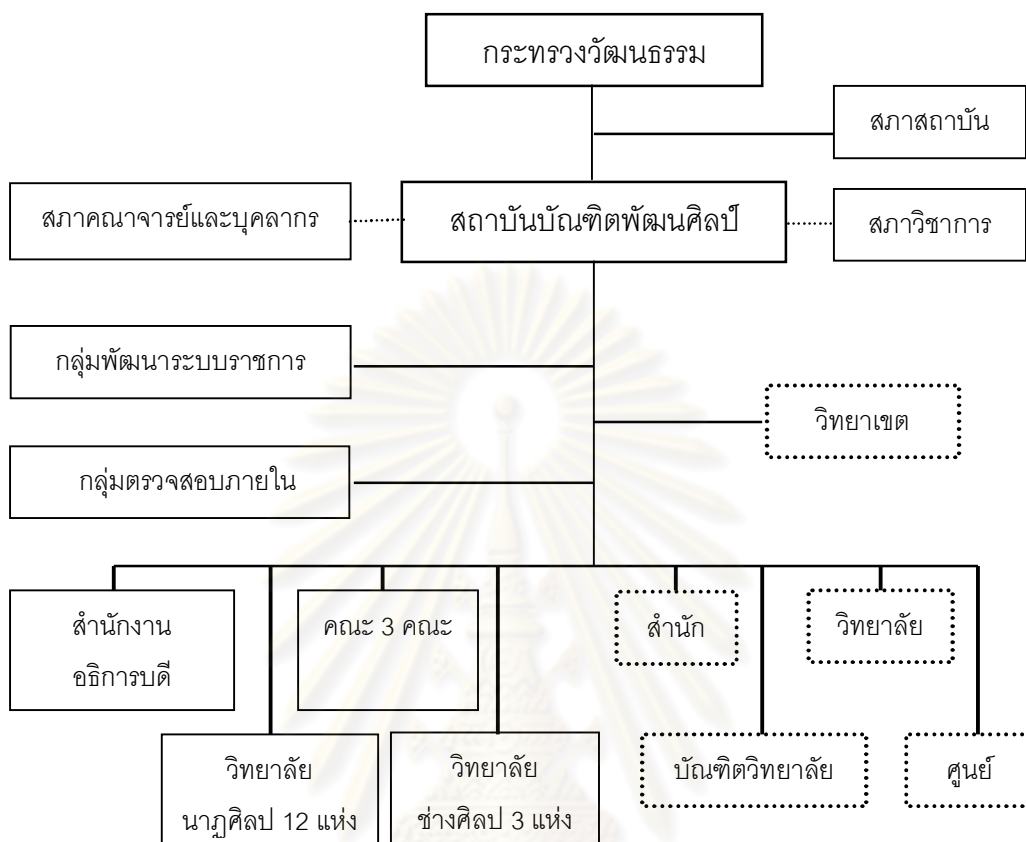 กระทรวงวัฒนธรรม
สภาสถาบัน
สภาคณาจารย์และบุคลากร
สถาบันบัณฑิตพัฒนศิลป์
สภาวิชาการ
กลุ่มพัฒนาระบบราชการ
วิทยาเขต
กลุ่มตรวจสอบภายใน
สำนักงาน
อธิการบดี
คณะ 3 คณะ
สำนัก
วิทยาลัย
วิทยาลัย
นาฏศิลป 12 แห่ง
วิทยาลัย
ช่างศิลป 3 แห่ง
บัณฑิตวิทยาลัย
ศูนย์